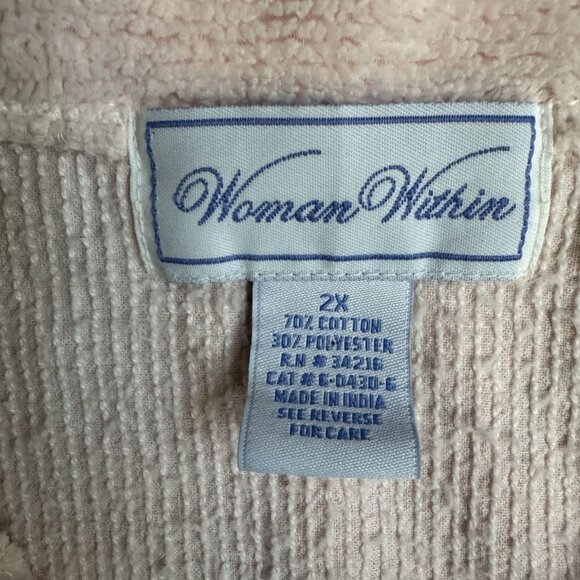 Woman Within
2X
70% COTTON
30% POLYESTER
R.N # 34216
CAT # 6-0430-6
MADE IN INDIA
SEE REVERSE
FOR CARE